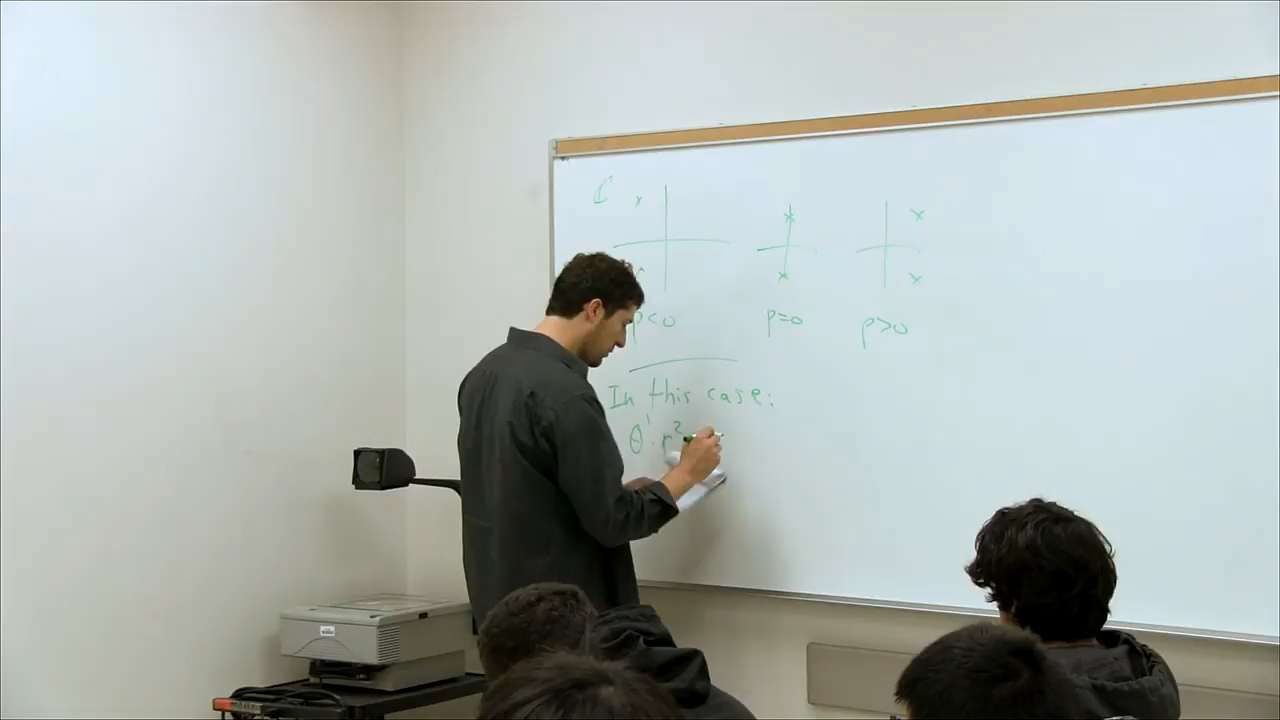 C
p<0 p=0 p>0
In this case:
θ' · r²